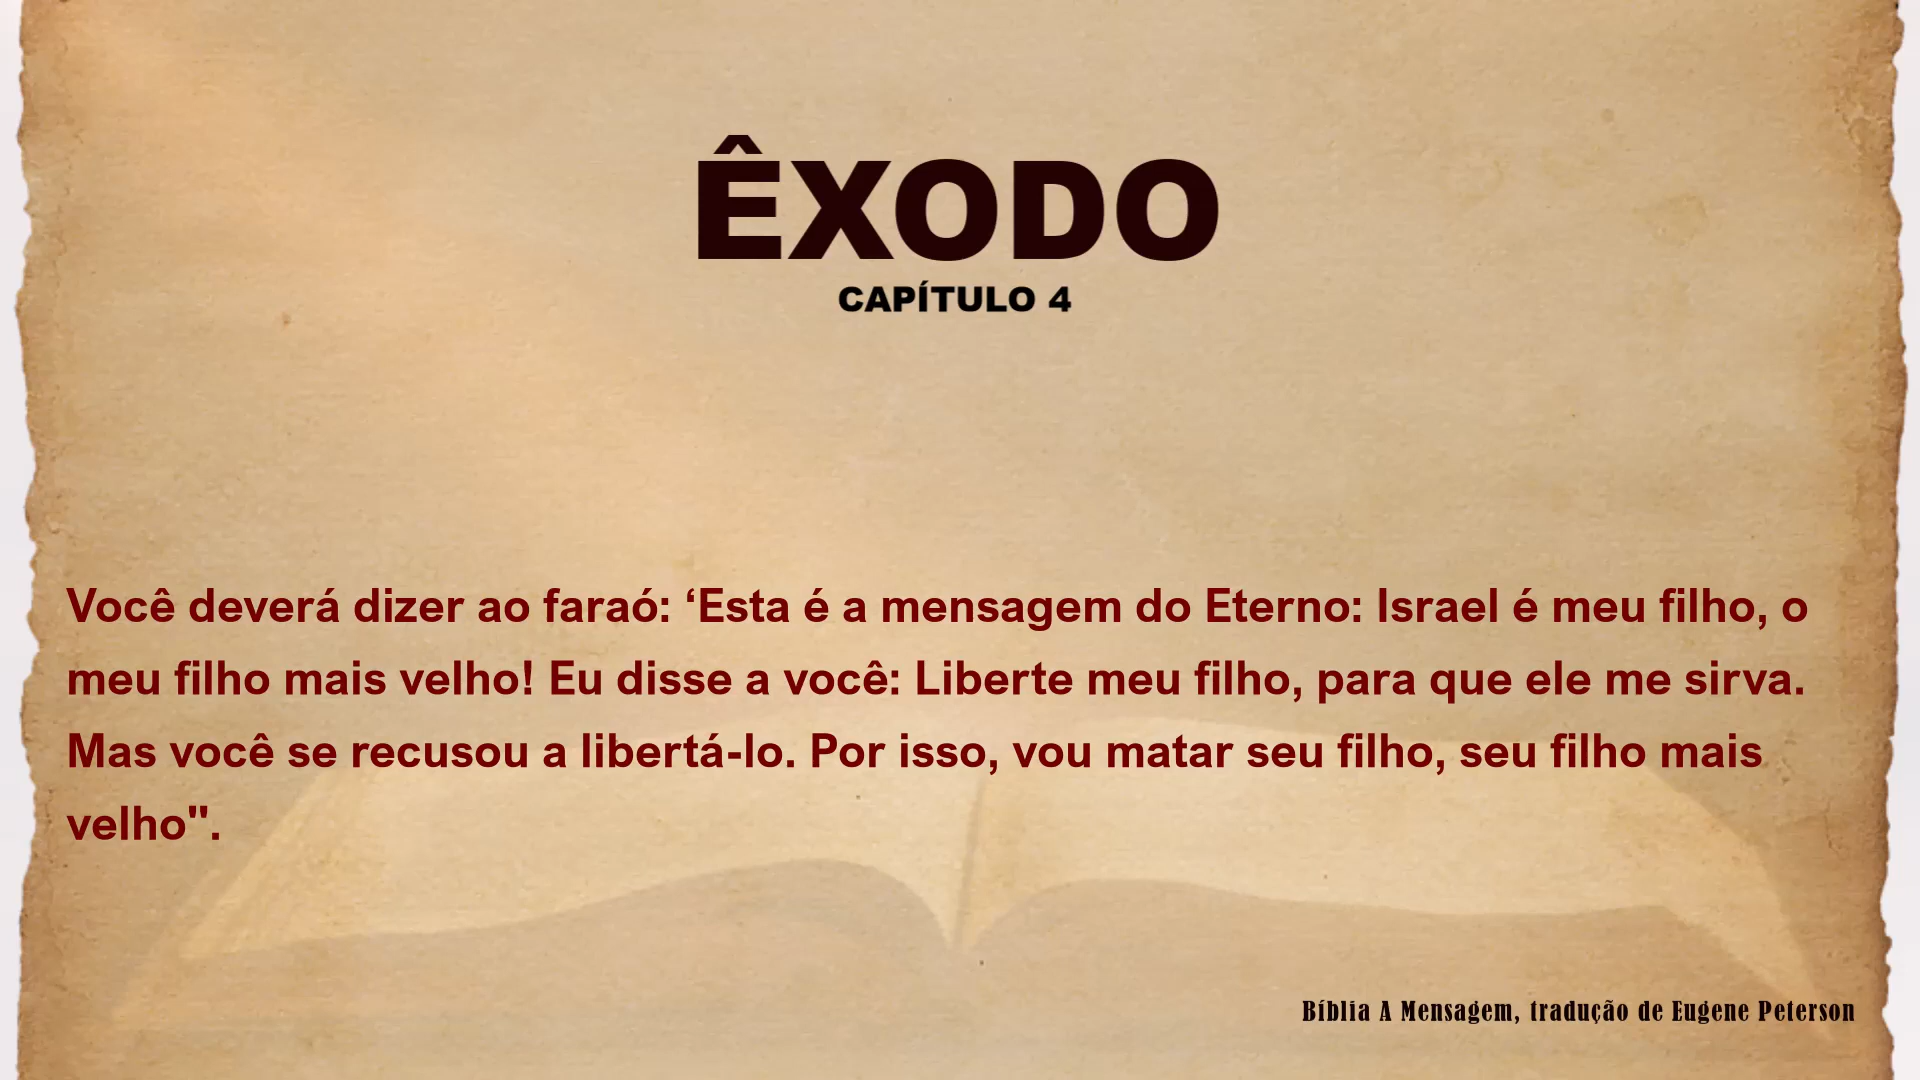 ÊXODO
CAPÍTULO 4
Você deverá dizer ao faraó: ‘Esta é a mensagem do Eterno: Israel é meu filho, o
meu filho mais velho! Eu disse a você: Liberte meu filho, para que ele me sirva.
Mas você se recusou a libertá-lo. Por isso, vou matar seu filho, seu filho mais
velho".
Bíblia A Mensagem, tradução de Eugene Peterson